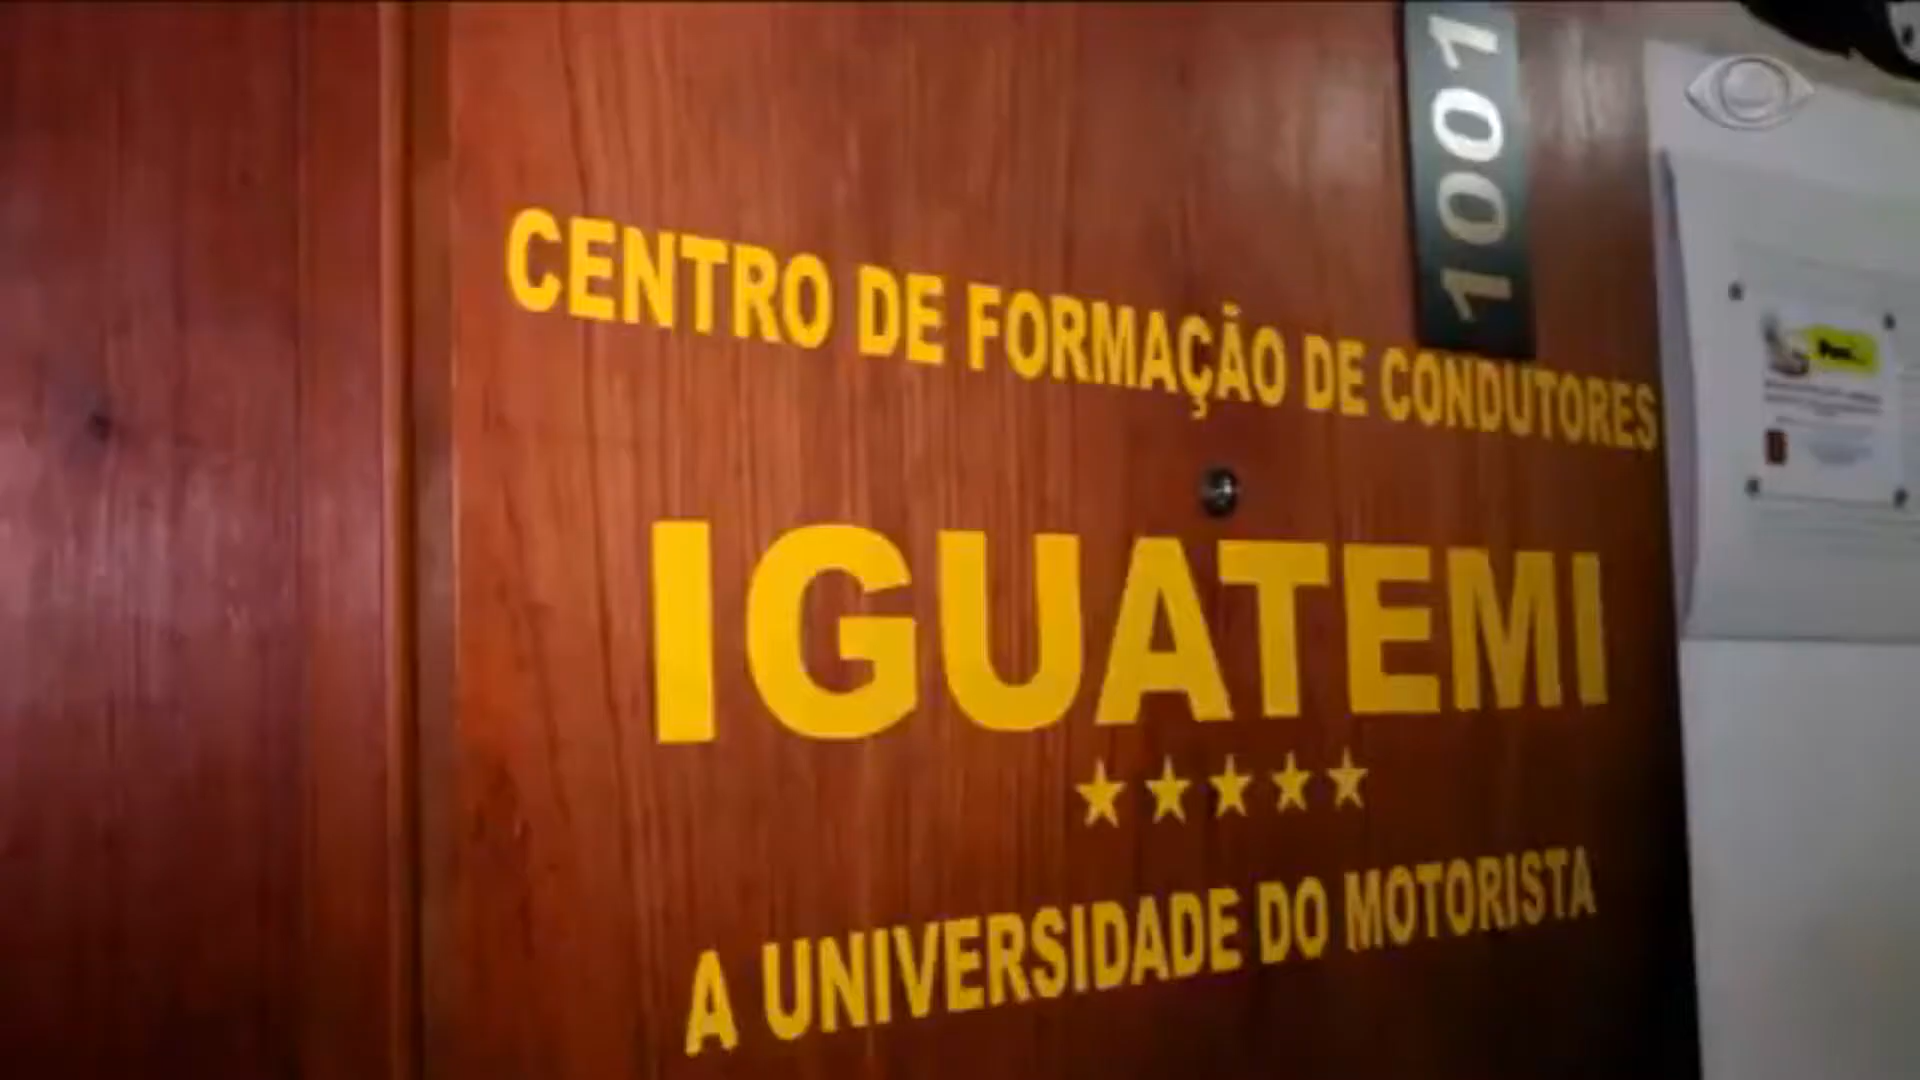 1001
CENTRO DE FORMAÇÃO DE CONDUTORES
IGUATEMI
A UNIVERSIDADE DO MOTORISTA